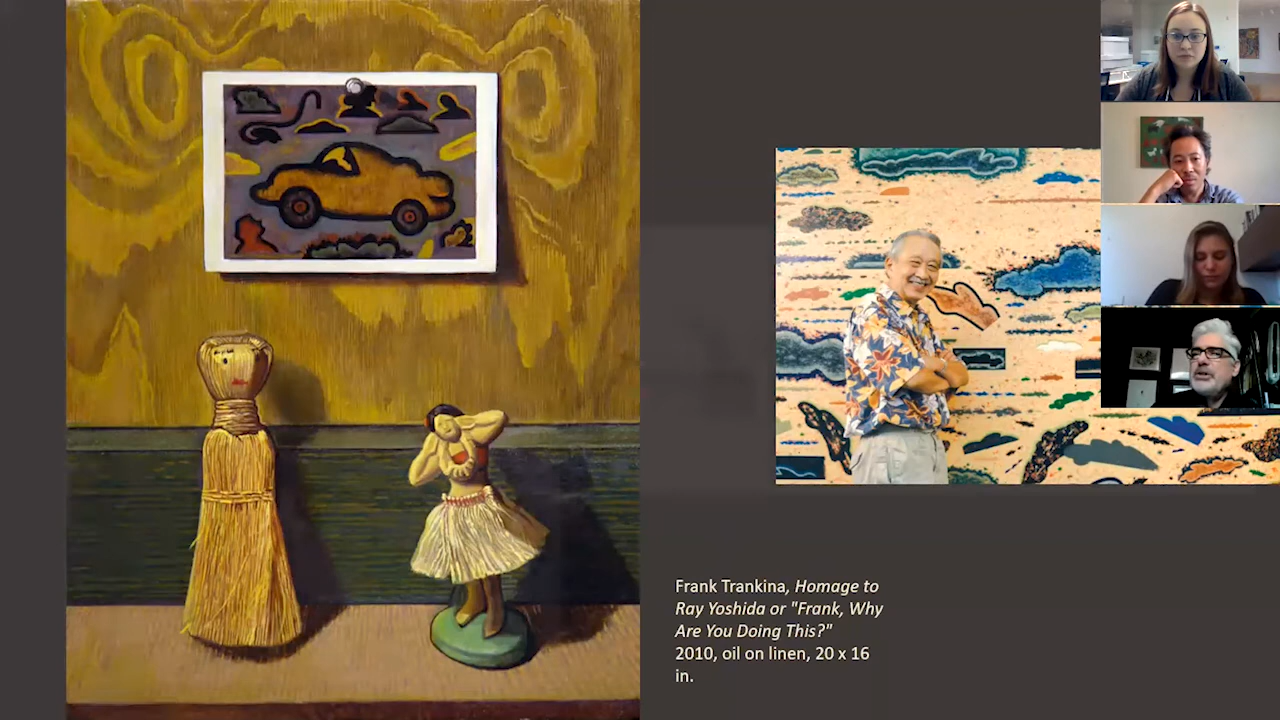 Frank Trankina, Homage to
Ray Yoshida or "Frank, Why
Are You Doing This?"
2010, oil on linen, 20 x 16
in.